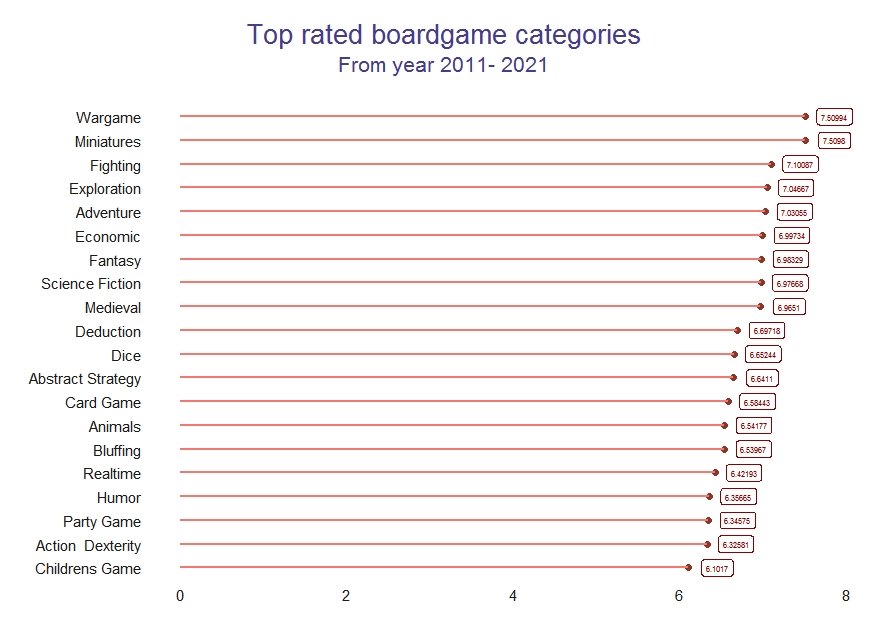 Top rated boardgame categories
From year 2011- 2021
Wargame 7.50994
Miniatures 7.5098
Fighting 7.10087
Exploration 7.04667
Adventure 7.03055
Economic 6.99734
Fantasy 6.98329
Science Fiction 6.97668
Medieval 6.9651
Deduction 6.69718
Dice 6.65244
Abstract Strategy 6.6411
Card Game 6.58443
Animals 6.54177
Bluffing 6.53967
Realtime 6.42193
Humor 6.35665
Party Game 6.34575
Action  Dexterity 6.32581
Childrens Game 6.1017
0 2 4 6 8